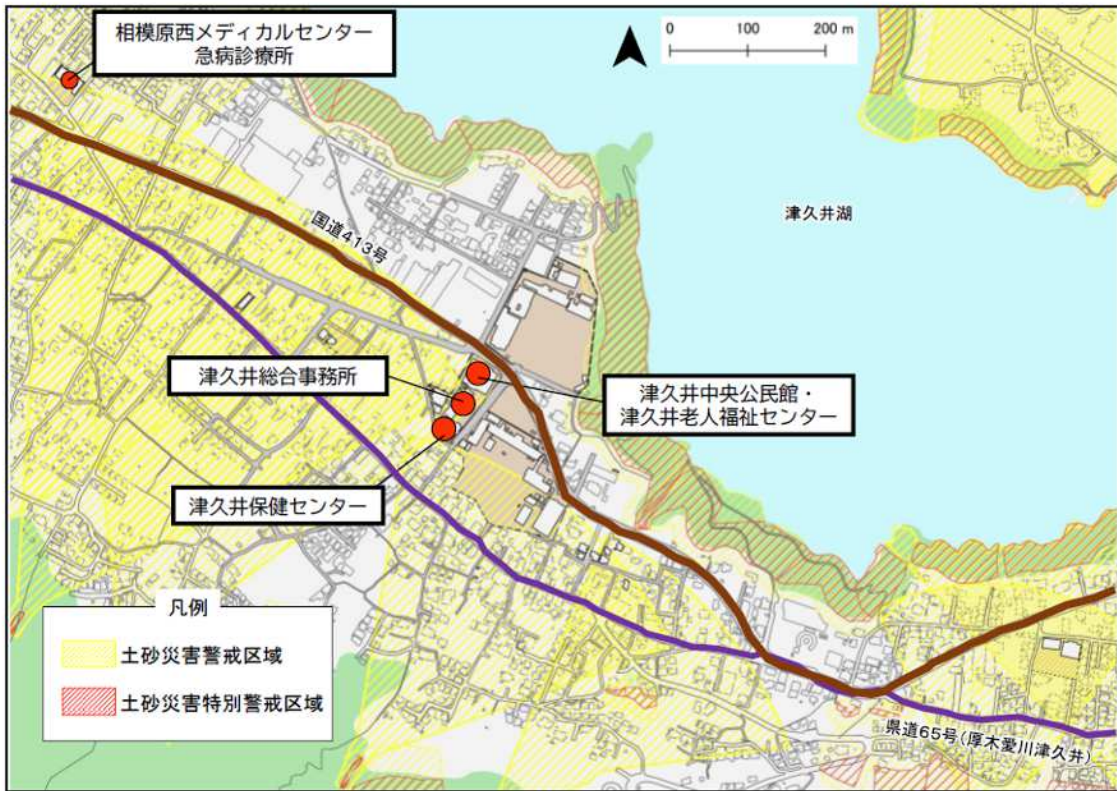 相模原西メディカルセンター
急病診療所
0 100 200 m
津久井湖
国道413号
津久井総合事務所
津久井中央公民館・
津久井老人福祉センター
津久井保健センター
凡例
土砂災害警戒区域
土砂災害特別警戒区域
県道65号(厚木愛川津久井)